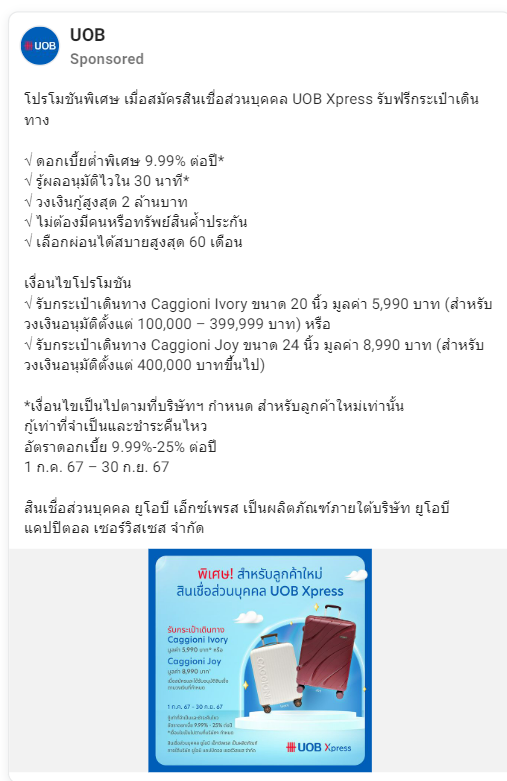 UOB
UOB
Sponsored
โปรโมชันพิเศษ เมื่อสมัครสินเชื่อส่วนบุคคล UOB Xpress รับฟรีกระเป๋าเดิน
ทาง
√ ดอกเบี้ยต่ำพิเศษ 9.99% ต่อปี*
√ รู้ผลอนุมัติไวใน 30 นาที*
√ วงเงินกู้สูงสุด 2 ล้านบาท
√ ไม่ต้องมีคนหรือทรัพย์สินค้ำประกัน
√ เลือกผ่อนได้สบายสูงสุด 60 เดือน
เงื่อนไขโปรโมชัน
√ รับกระเป๋าเดินทาง Caggioni Ivory ขนาด 20 นิ้ว มูลค่า 5,990 บาท (สำหรับ
วงเงินอนุมัติตั้งแต่ 100,000 – 399,999 บาท) หรือ
√ รับกระเป๋าเดินทาง Caggioni Joy ขนาด 24 นิ้ว มูลค่า 8,990 บาท (สำหรับ
วงเงินอนุมัติตั้งแต่ 400,000 บาทขึ้นไป)
*เงื่อนไขเป็นไปตามที่บริษัทฯ กำหนด สำหรับลูกค้าใหม่เท่านั้น
กู้เท่าที่จำเป็นและชำระคืนไหว
อัตราดอกเบี้ย 9.99%-25% ต่อปี
1 ก.ค. 67 – 30 ก.ย. 67
สินเชื่อส่วนบุคคล ยูโอบี เอ็กซ์เพรส เป็นผลิตภัณฑ์ภายใต้บริษัท ยูโอบี
แคปปิตอล เซอร์วิสเซส จำกัด
พิเศษ! สำหรับลูกค้าใหม่
สินเชื่อส่วนบุคคล UOB Xpress
รับกระเป๋าเดินทาง
Caggioni Ivory
มูลค่า 5,990 บาท* หรือ
Caggioni Joy
มูลค่า 8,990 บาท*
1 ก.ค. 67 - 30 ก.ย. 67
UOB Xpress